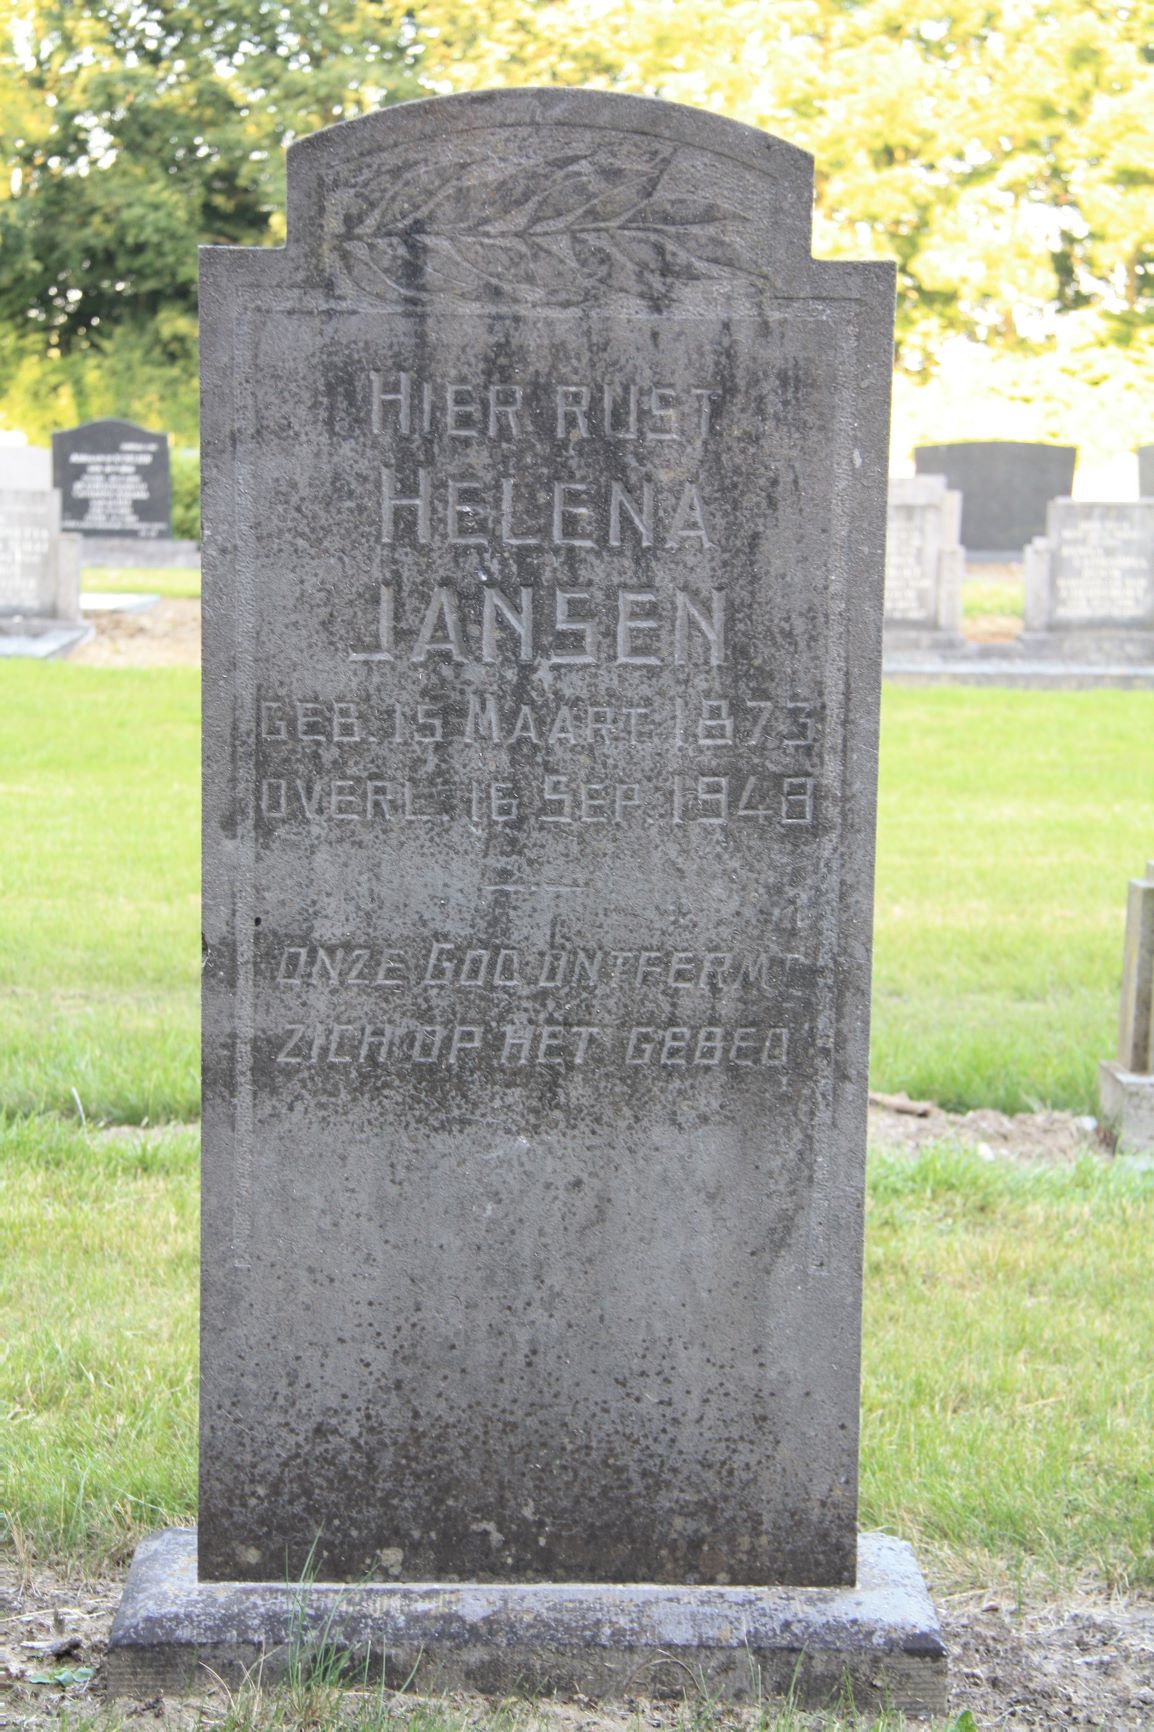 HIER RUST
HELENA
JANSEN
GEB. 15 MAART 1873
OVERL. 16 SEP. 1948
ONZE GOD ONTFERMT
ZICH OP HET GEBED